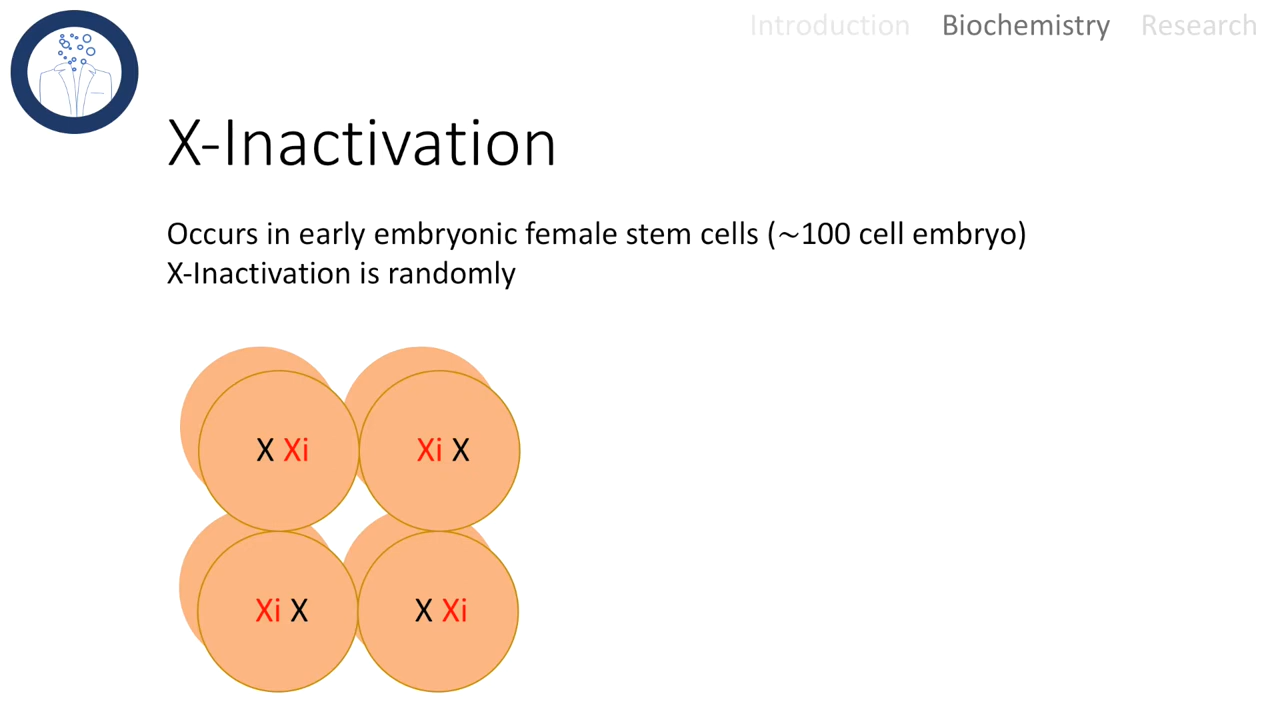 Introduction Biochemistry Research
X-Inactivation
Occurs in early embryonic female stem cells (~100 cell embryo)
X-Inactivation is randomly
X Xi Xi X
Xi X X Xi